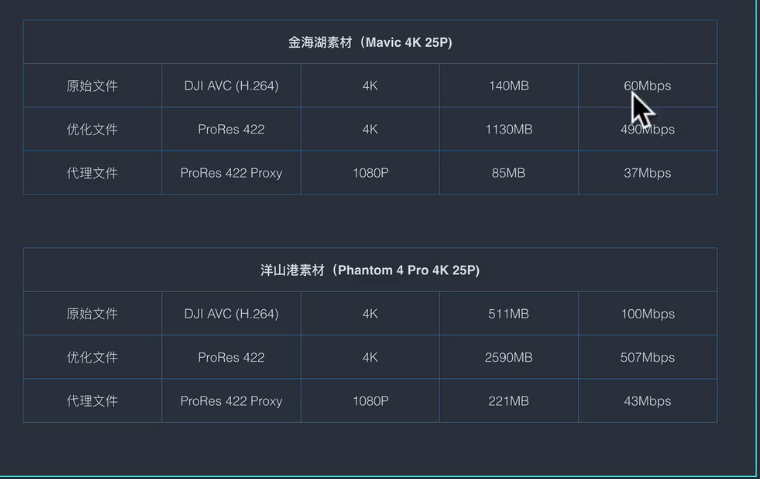 金海湖素材（Mavic 4K 25P)
原始文件 DJI AVC (H.264) 4K 140MB 60Mbps
优化文件 ProRes 422 4K 1130MB 490Mbps
代理文件 ProRes 422 Proxy 1080P 85MB 37Mbps
洋山港素材（Phantom 4 Pro 4K 25P)
原始文件 DJI AVC (H.264) 4K 511MB 100Mbps
优化文件 ProRes 422 4K 2590MB 507Mbps
代理文件 ProRes 422 Proxy 1080P 221MB 43Mbps